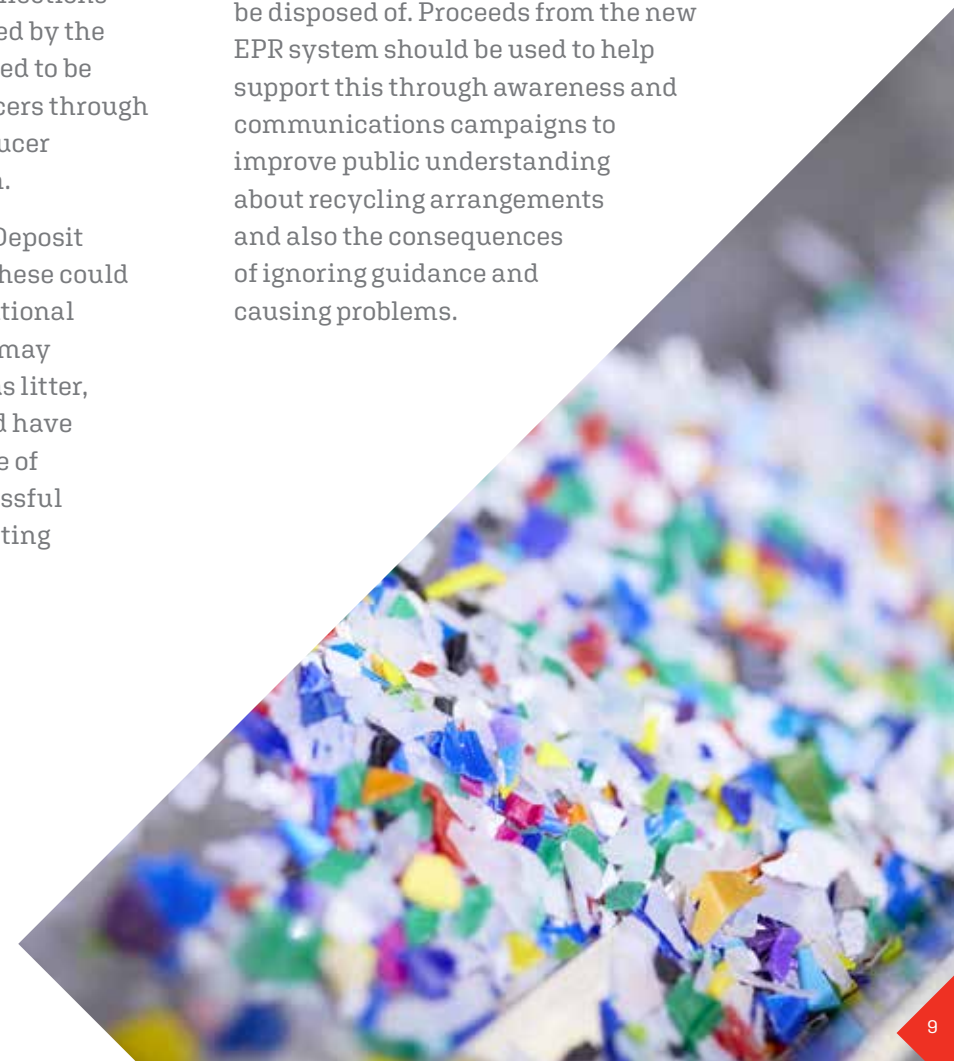 ed by the
ed to be
cers through
ucer
Deposit
hese could
tional
may
s litter,
d have
e of
ssful
ting
be disposed of. Proceeds from the new
EPR system should be used to help
support this through awareness and
communications campaigns to
improve public understanding
about recycling arrangements
and also the consequences
of ignoring guidance and
causing problems.
9